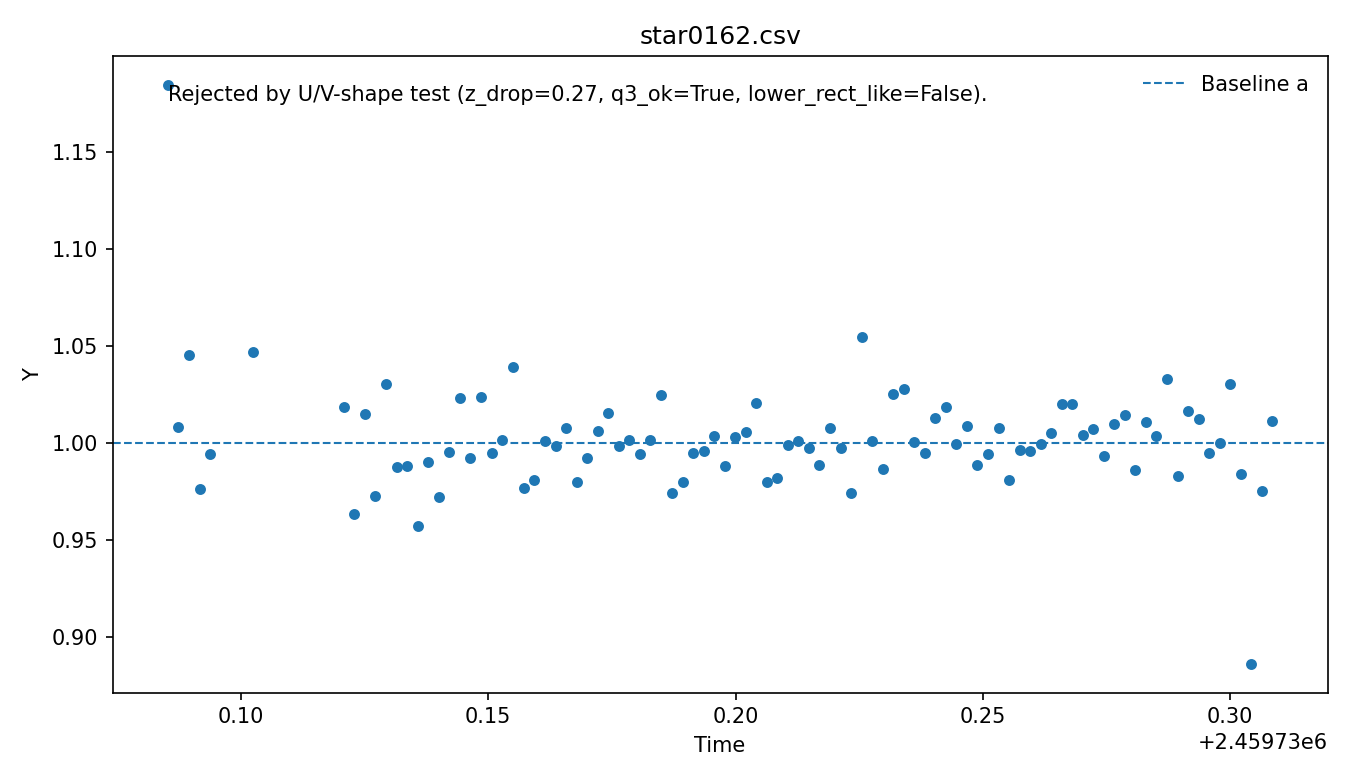 star0162.csv
Rejected by U/V-shape test (z_drop=0.27, q3_ok=True, lower_rect_like=False).
Baseline a
1.15
1.10
1.05
1.00
0.95
0.90
Y
0.10 0.15 0.20 0.25 0.30
Time
+2.45973e6